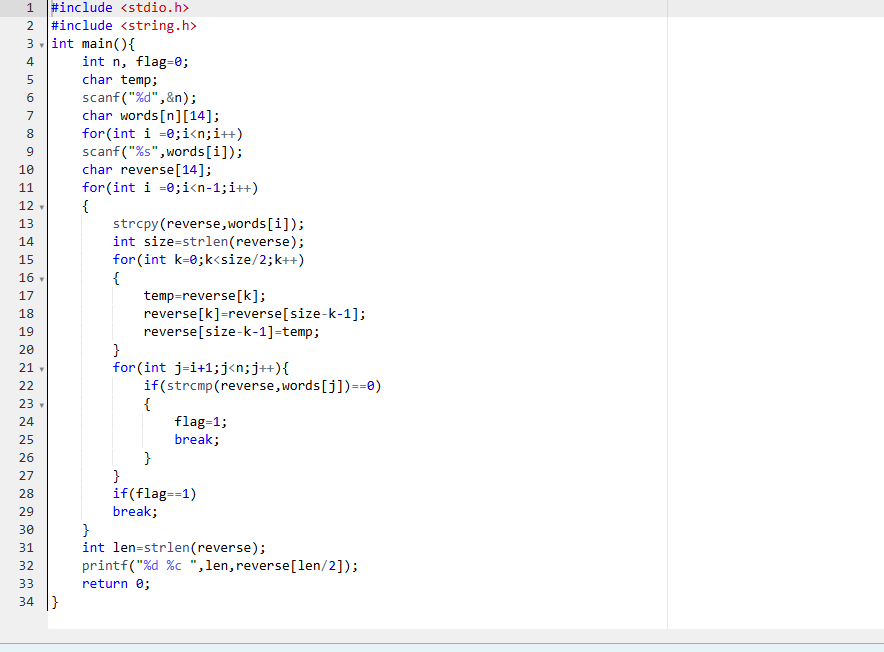 1 #include <stdio.h>
2 #include <string.h>
3 int main(){
4     int n, flag=0;
5     char temp;
6     scanf("%d",&n);
7     char words[n][14];
8     for(int i =0;i<n;i++)
9     scanf("%s",words[i]);
10     char reverse[14];
11     for(int i =0;i<n-1;i++)
12     {
13         strcpy(reverse,words[i]);
14         int size=strlen(reverse);
15         for(int k=0;k<size/2;k++)
16         {
17             temp=reverse[k];
18             reverse[k]=reverse[size-k-1];
19             reverse[size-k-1]=temp;
20         }
21         for(int j=i+1;j<n;j++){
22             if(strcmp(reverse,words[j])==0)
23             {
24                 flag=1;
25                 break;
26             }
27         }
28         if(flag==1)
29         break;
30     }
31     int len=strlen(reverse);
32     printf("%d %c ",len,reverse[len/2]);
33     return 0;
34 }